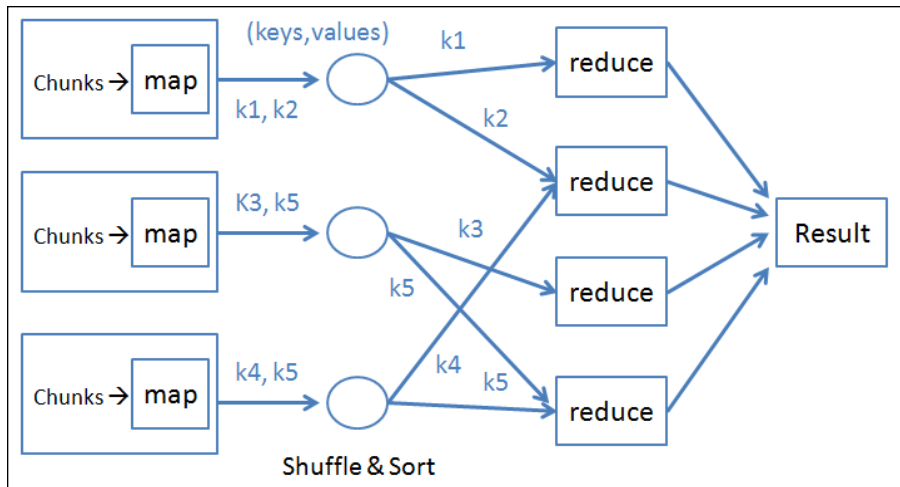 (keys,values)
k1
reduce
Chunks → map
k1, k2
k2
reduce
K3, k5
k3
Chunks → map
Result
k5
reduce
k4, k5
k4
k5
Chunks → map
reduce
Shuffle & Sort